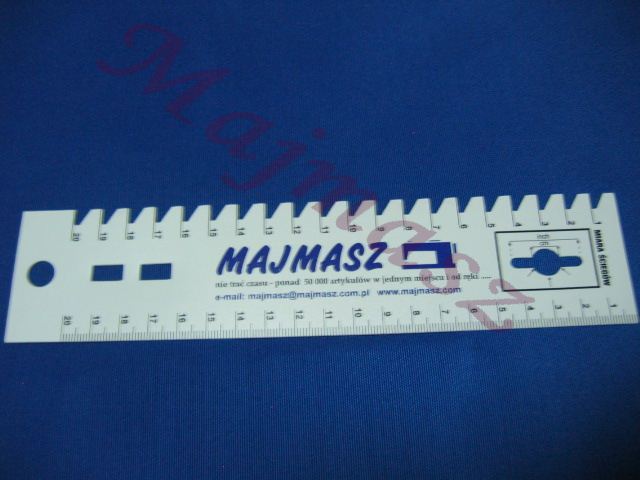 Majmasz
20 19 18 17 16 15 14 13 12 11 10 9 8 7 6 5 4 3 2 1
MIARA ŚCIEGÓW
inch
cm
MAJMASZ
nie trać czasu - ponad 50 000 artykułów w jednym miejscu i od ręki .....
e-mail: majmasz@majmasz.com.pl www.majmasz.com
20 19 18 17 16 15 14 13 12 11 10 9 8 7 6 5 4 3 2 1